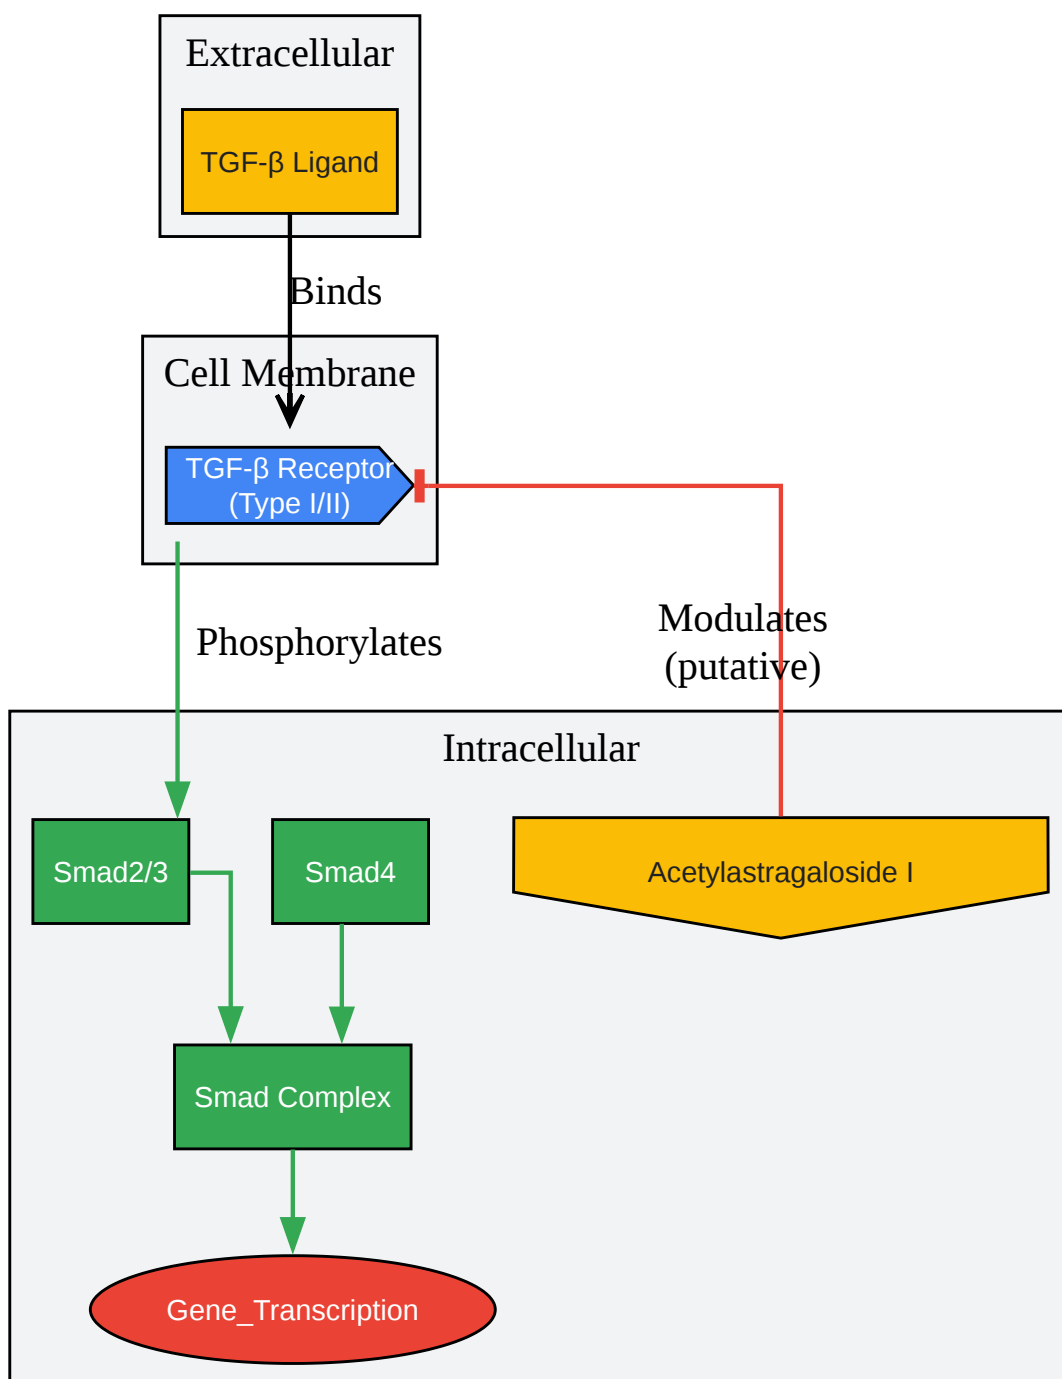 Extracellular
TGF-β Ligand
Binds
Cell Membrane
TGF-β Receptor
(Type I/II)
Phosphorylates
Modulates
(putative)
Intracellular
Smad2/3
Smad4
Acetylastragaloside I
Smad Complex
Gene_Transcription